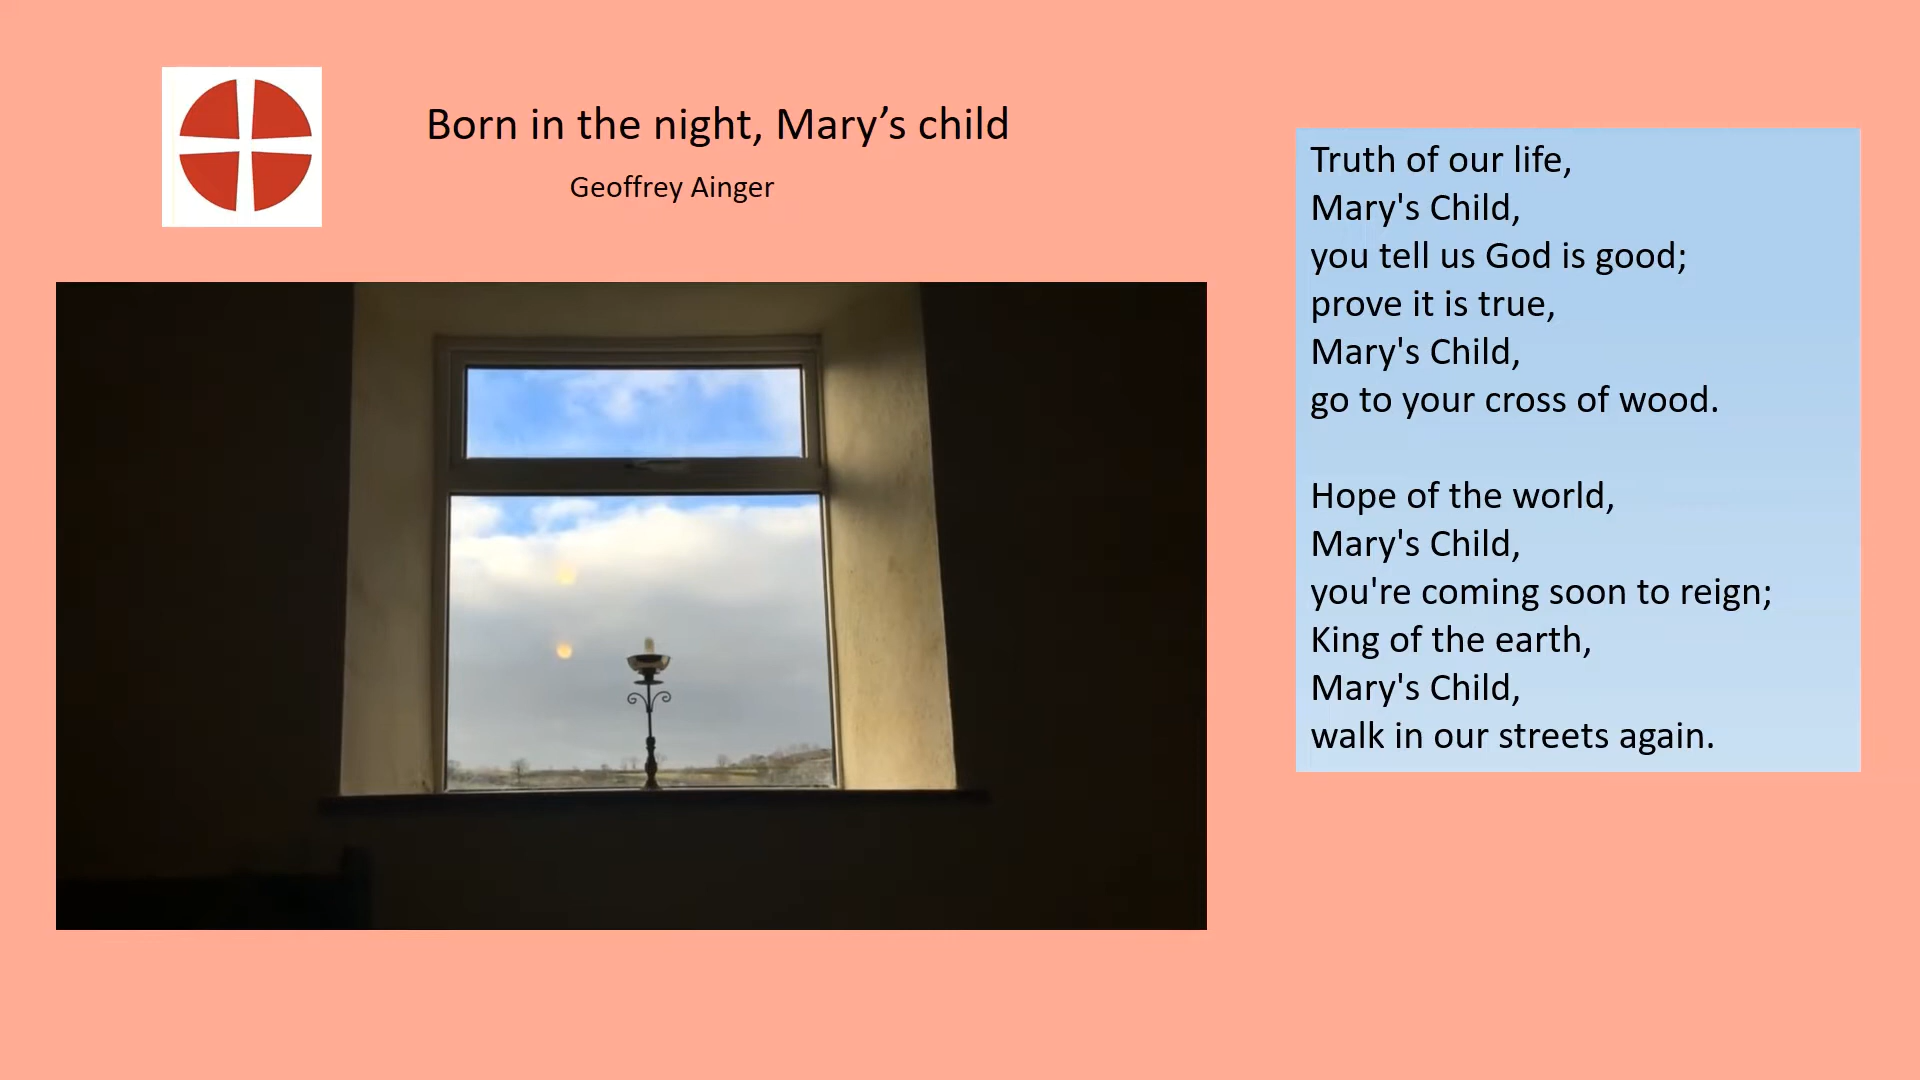 Born in the night, Mary’s child
Geoffrey Ainger
Truth of our life,
Mary's Child,
you tell us God is good;
prove it is true,
Mary's Child,
go to your cross of wood.

Hope of the world,
Mary's Child,
you're coming soon to reign;
King of the earth,
Mary's Child,
walk in our streets again.